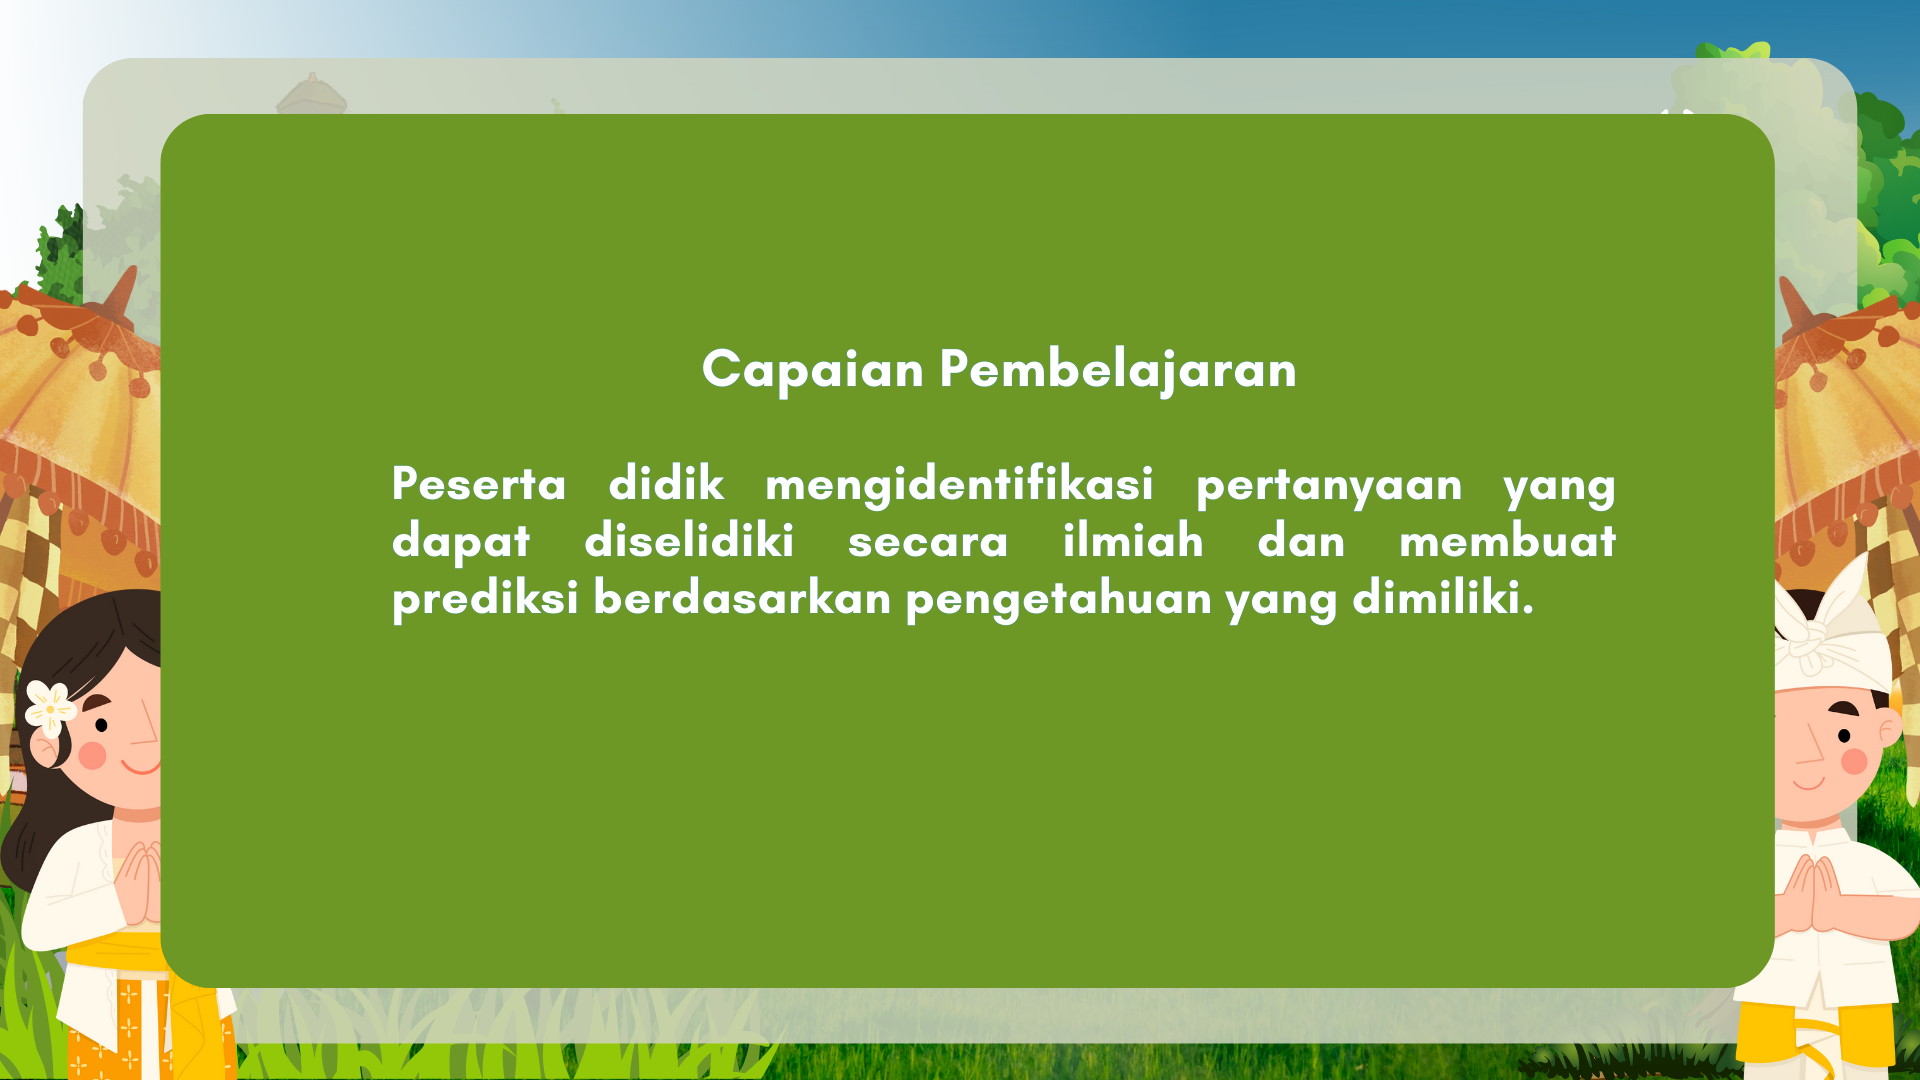 Capaian Pembelajaran
Peserta didik mengidentifikasi pertanyaan yang
dapat diselidiki secara ilmiah dan membuat
prediksi berdasarkan pengetahuan yang dimiliki.